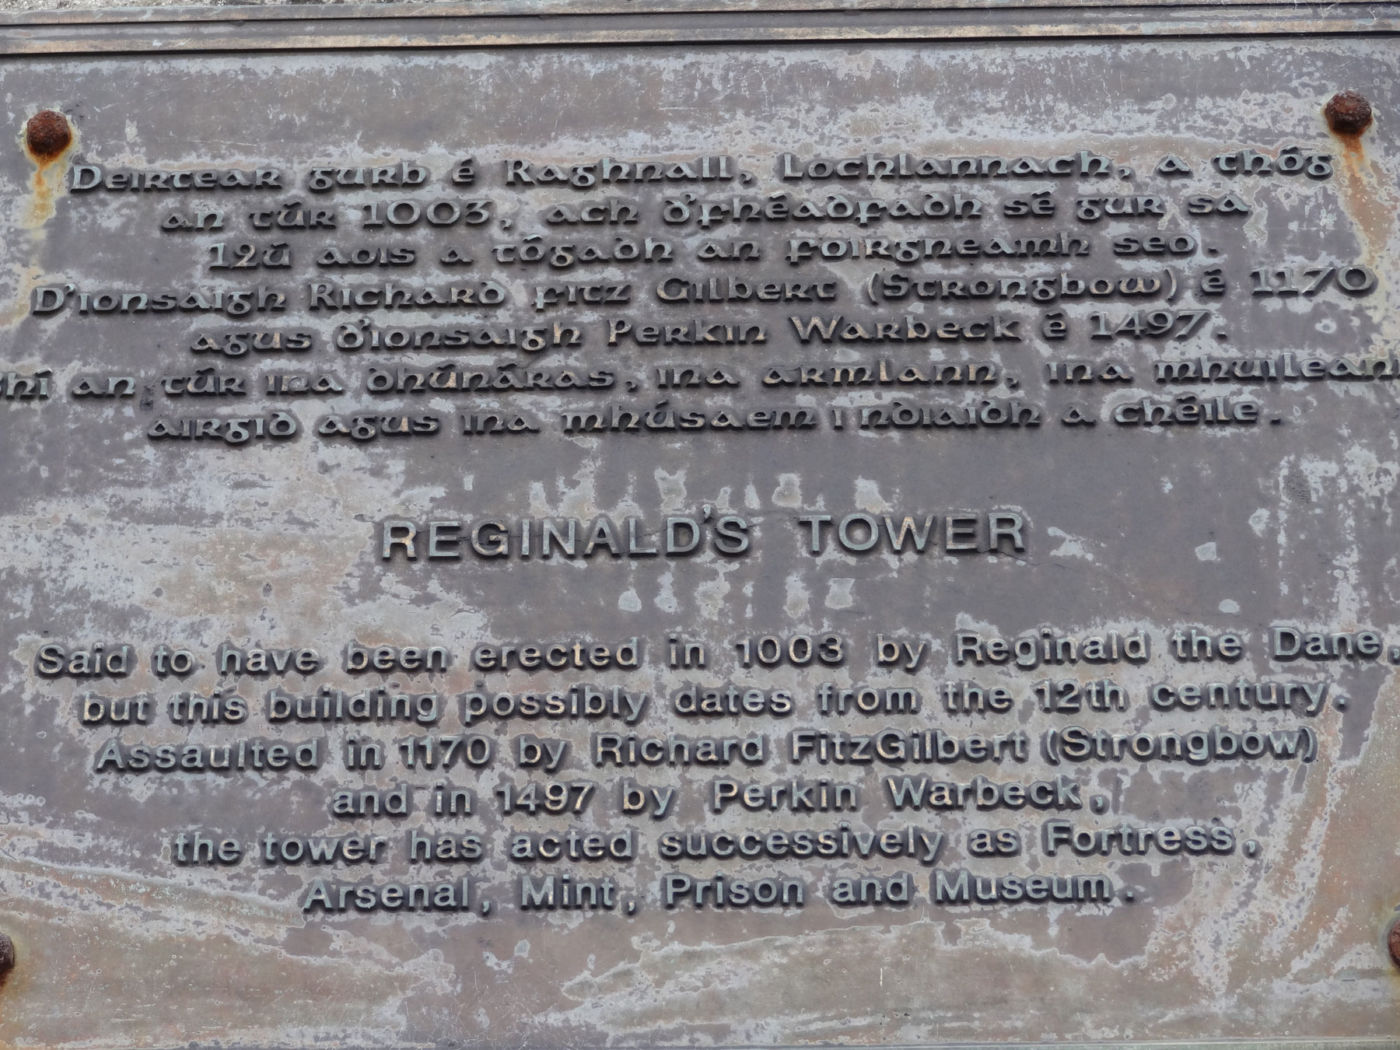 Deirtear gurb é Raghnall, Lochlannach, a thóg
an túr 1003, ach d'fhéadfadh sé gur sa
12ú aois a tógadh an foirgneamh seo.
D'ionsaigh Richard Fitz Gilbert (Strongbow) é 1170
agus d'ionsaigh Perkin Warbeck é 1497.
an túr ina dhúnáras, ina armlann, ina mhuileann
airgid agus ina mhúsaem i ndiaidh a chéile.
REGINALD'S TOWER
Said to have been erected in 1003 by Reginald the Dane,
but this building possibly dates from the 12th century.
Assaulted in 1170 by Richard FitzGilbert (Strongbow)
and in 1497 by Perkin Warbeck,
the tower has acted successively as Fortress,
Arsenal, Mint, Prison and Museum.